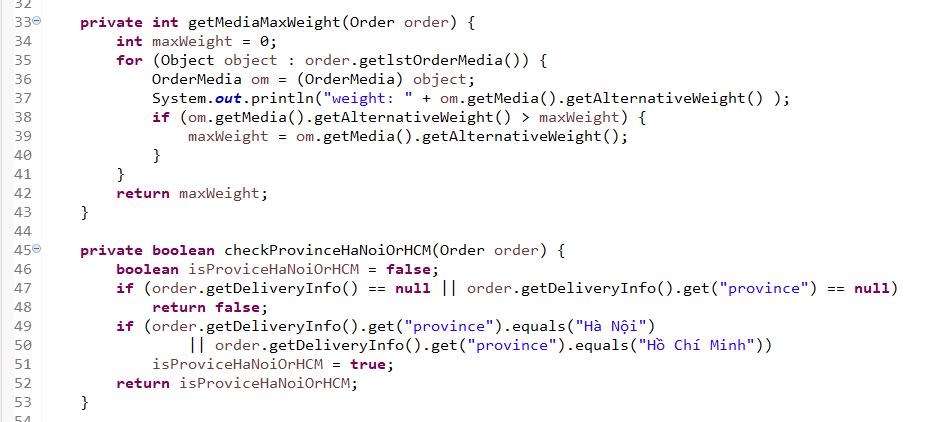 32
33    private int getMediaMaxWeight(Order order) {
34        int maxWeight = 0;
35        for (Object object : order.getlstOrderMedia()) {
36            OrderMedia om = (OrderMedia) object;
37            System.out.println("weight: " + om.getMedia().getAlternativeWeight() );
38            if (om.getMedia().getAlternativeWeight() > maxWeight) {
39                maxWeight = om.getMedia().getAlternativeWeight();
40            }
41        }
42        return maxWeight;
43    }
44
45    private boolean checkProvinceHaNoiOrHCM(Order order) {
46        boolean isProviceHaNoiOrHCM = false;
47        if (order.getDeliveryInfo() == null || order.getDeliveryInfo().get("province") == null)
48            return false;
49        if (order.getDeliveryInfo().get("province").equals("Hà Nội")
50                || order.getDeliveryInfo().get("province").equals("Hồ Chí Minh"))
51            isProviceHaNoiOrHCM = true;
52        return isProviceHaNoiOrHCM;
53    }
54